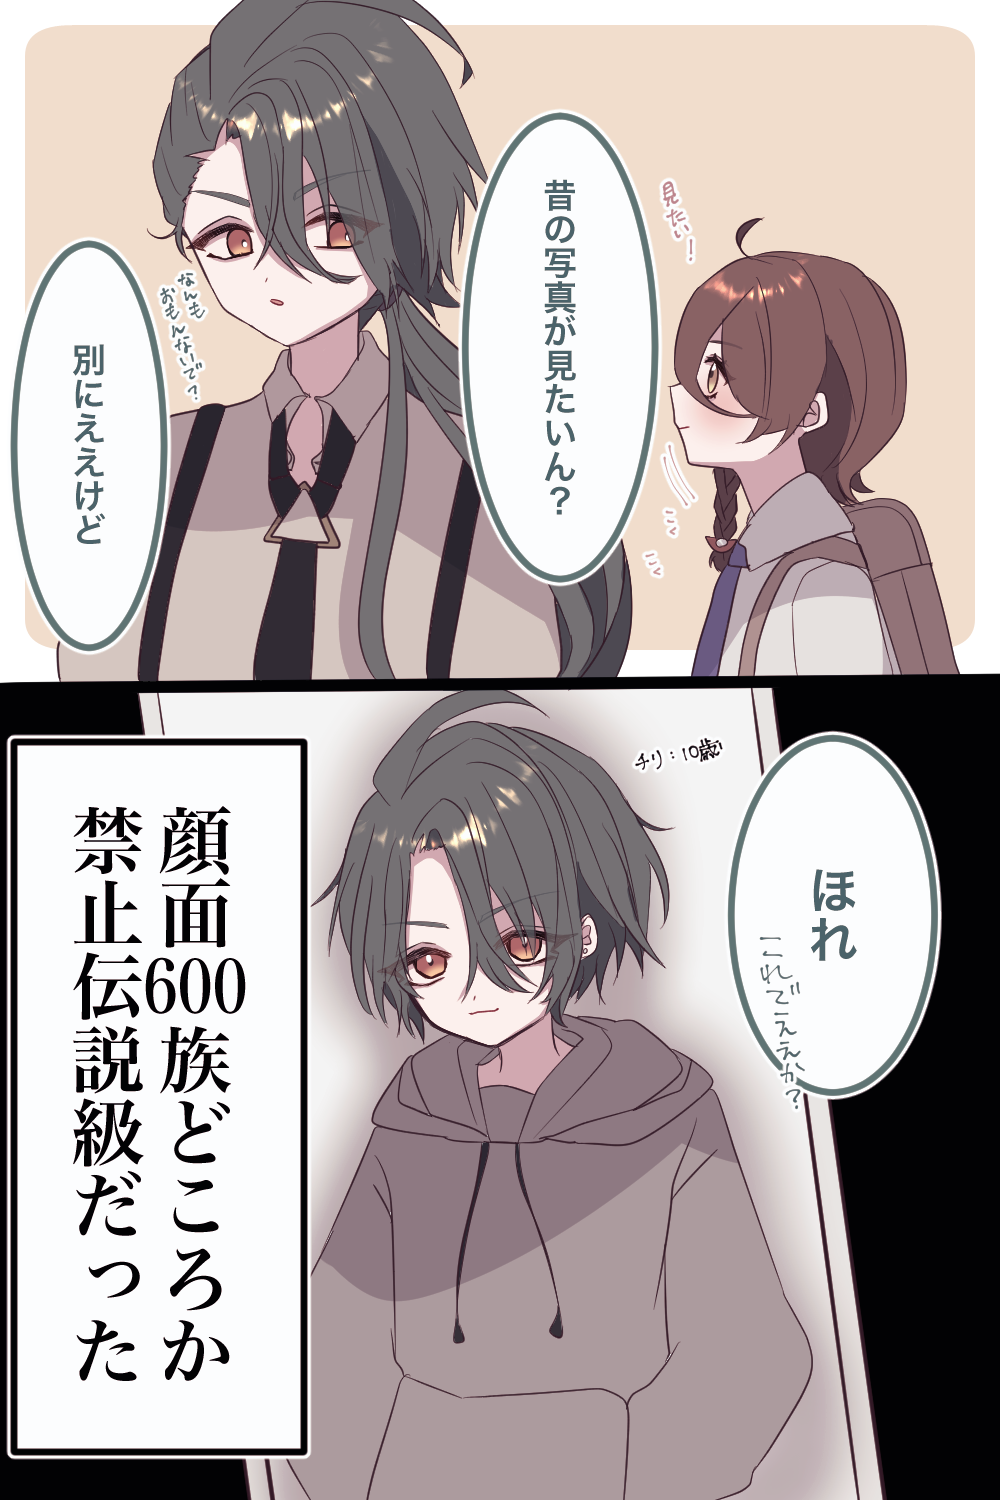 見たい!
昔の写真が見たいん?
こく
こく
別にええけど
なんも
おもんないで?
チリ:10歳
ほれ
これでええか?
顔面600族どころか
禁止伝説級だった